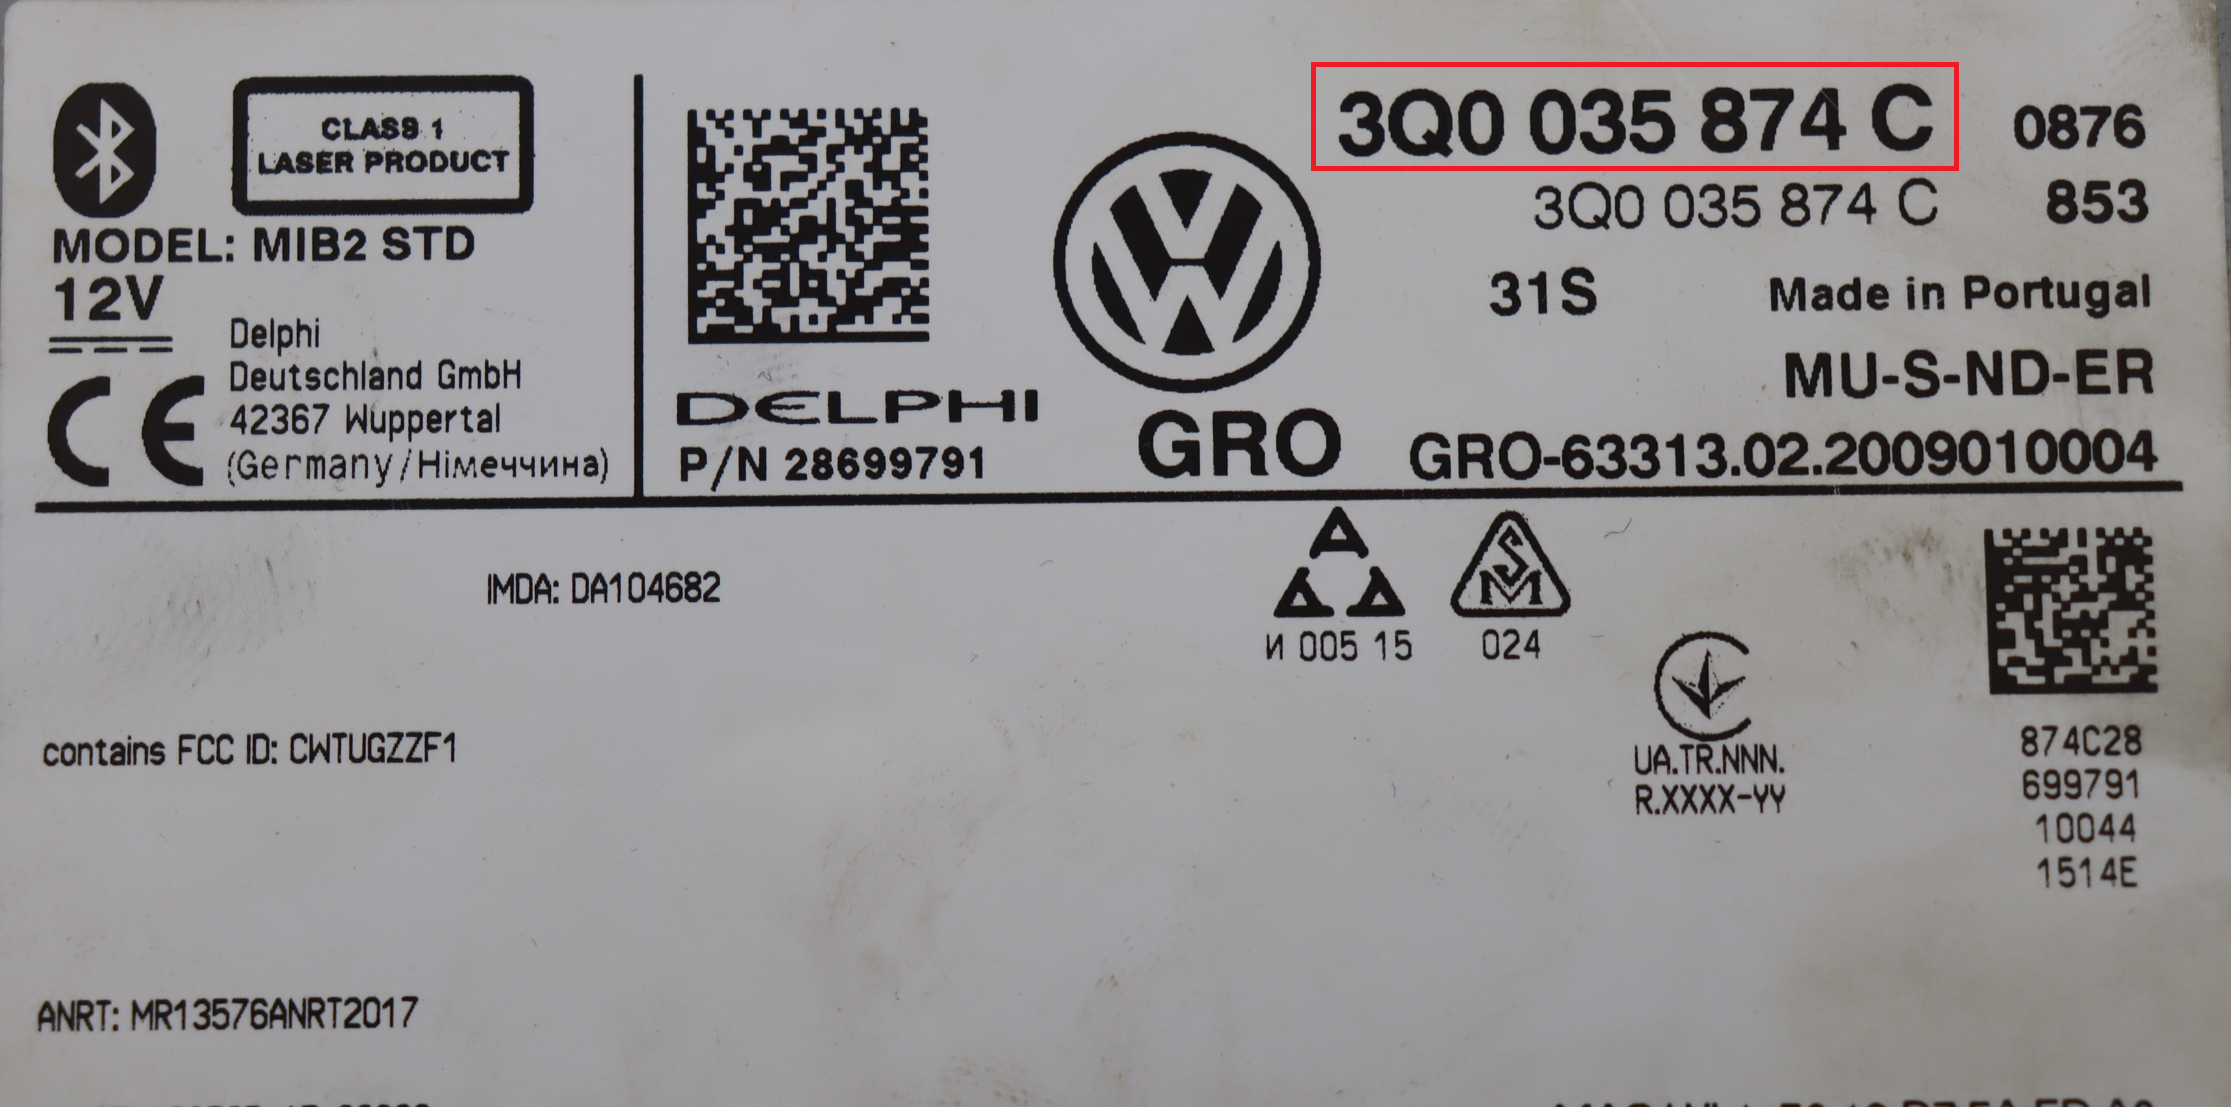 CLASS 1
LASER PRODUCT
MODEL: MIB2 STD
12V
Delphi
Deutschland GmbH
42367 Wuppertal
(Germany/Німеччина)
DELPHI
P/N 28699791
3Q0 035 874 C 0876
3Q0 035 874 C 853
31S Made in Portugal
MU-S-ND-ER
GRO GRO-63313.02.2009010004
IMDA: DA104682
И 005 15
024
UA.TR.NNN.
R.XXXX-YY
874C28
699791
10044
1514E
contains FCC ID: CWTUGZZF1
ANRT: MR13576ANRT2017